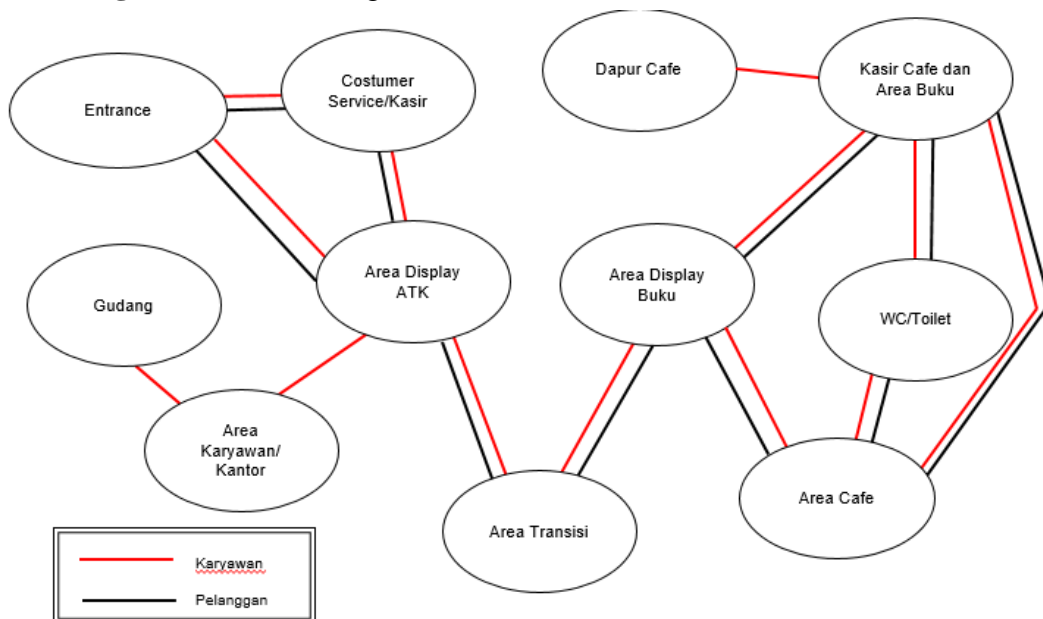 Entrance
Costumer
Service/Kasir
Dapur Cafe
Kasir Cafe dan
Area Buku
Gudang
Area Display
ATK
Area Display
Buku
WC/Toilet
Area
Karyawan/
Kantor
Area Transisi
Area Cafe
Karyawan
Pelanggan